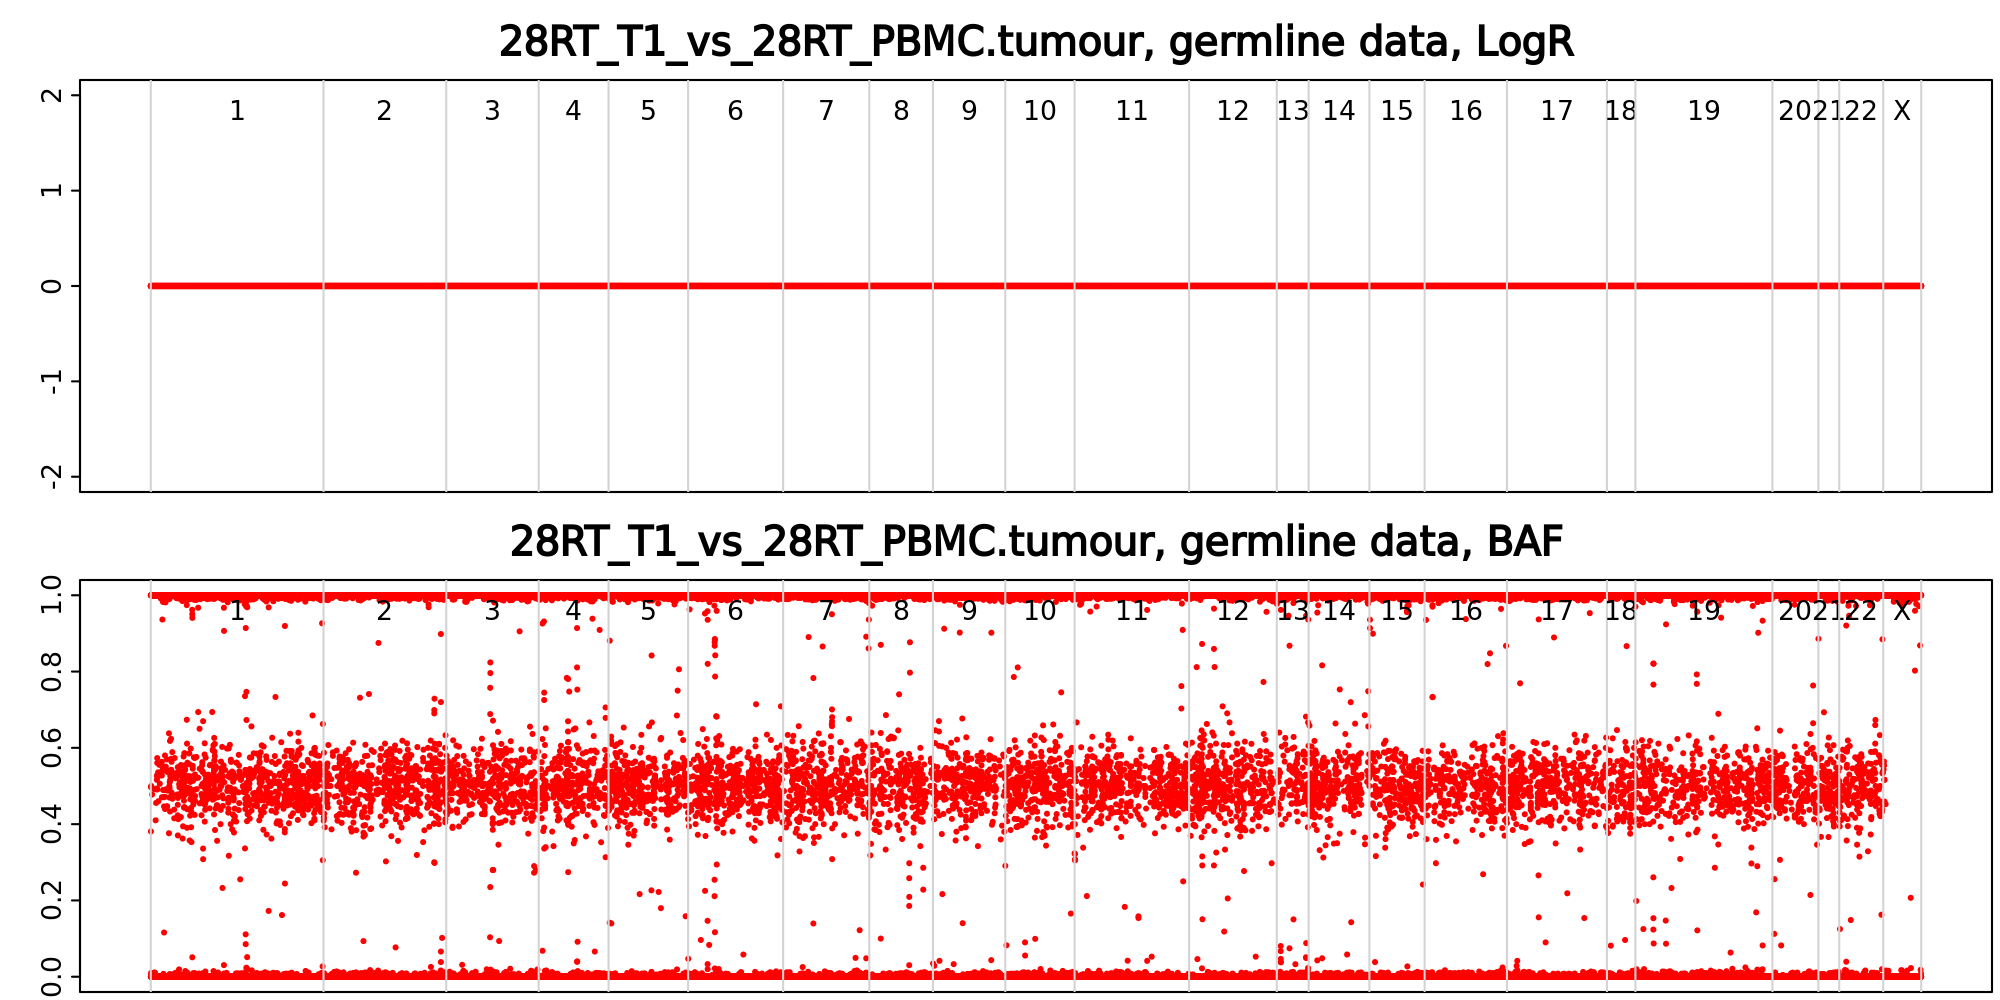 28RT_T1_vs_28RT_PBMC.tumour, germline data, LogR
2
1
0
-1
-2
1 2 3 4 5 6 7 8 9 10 11 12 13 14 15 16 17 18 19 20 21 22 X
28RT_T1_vs_28RT_PBMC.tumour, germline data, BAF
1.0
0.8
0.6
0.4
0.2
0.0
1 2 3 4 5 6 7 8 9 10 11 12 13 14 15 16 17 18 19 20 21 22 X